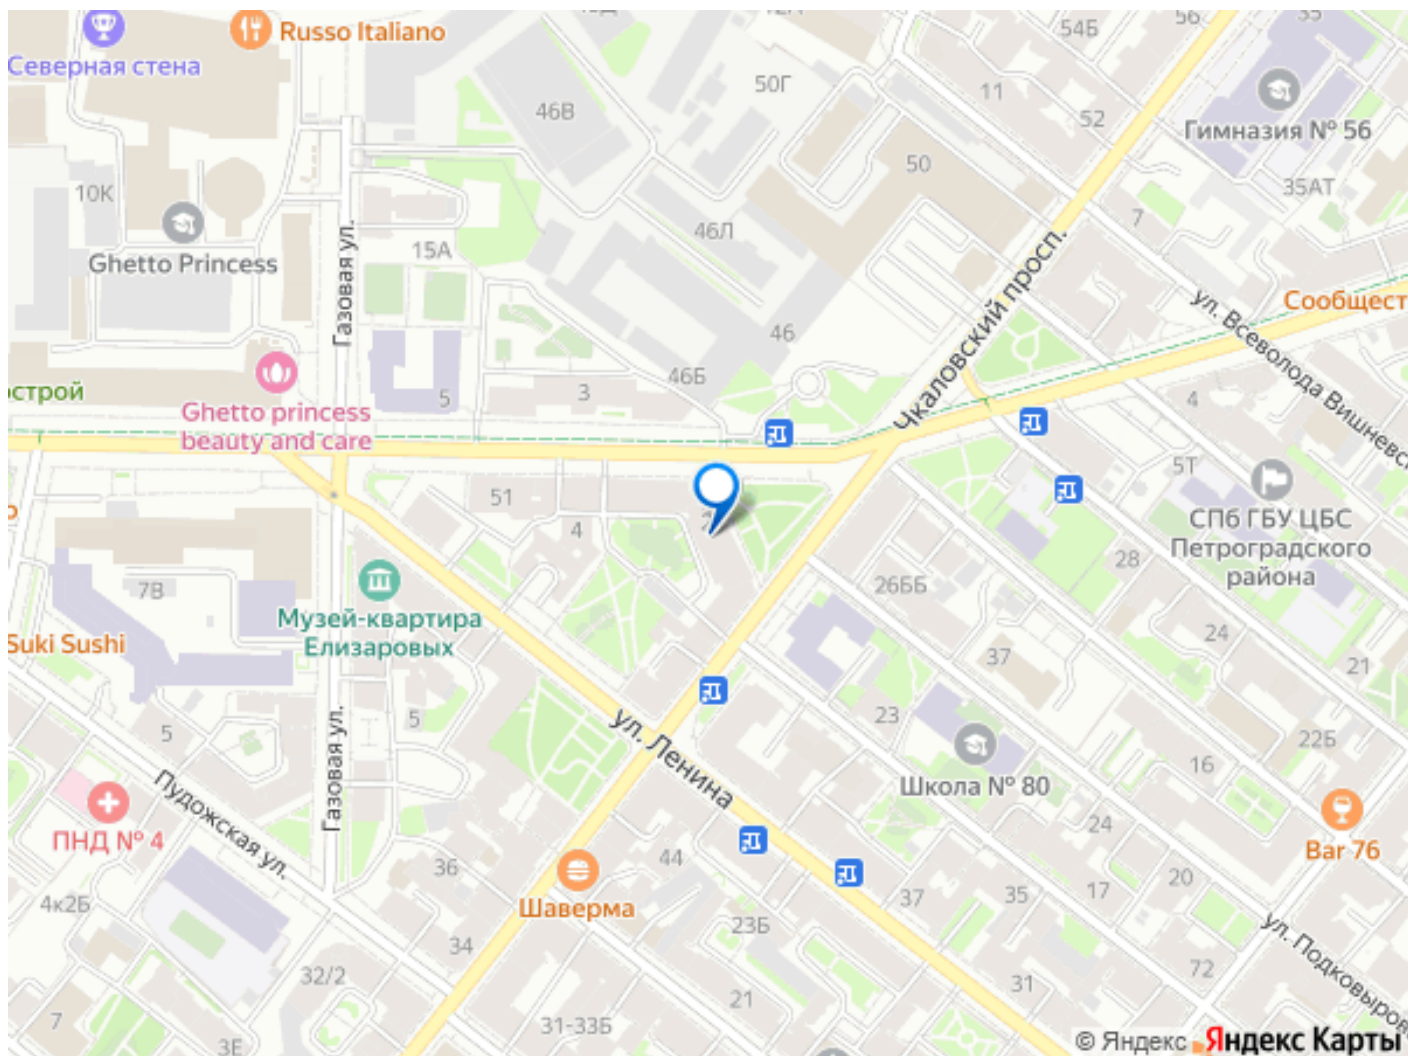 56
35
54Б
Russo Italiano
Северная стена
50Г
11
46В
52
Гимназия № 56
50
10К
35АТ
7
46Л
15А
Ghetto Princess
Газовая ул.
Чкаловский просп.
ул. Всеволода Вишневс
Сообщест
46
46Б
острой
3
5
4
Ghetto princess
beauty and care
5Т
51
СПб ГБУ ЦБС
Петроградского
района
4
28
26ББ
7В
Музей-квартира
Елизаровых
Suki Sushi
24
37
21
23
5
5
22Б
ул. Ленина
16
Школа № 80
Газовая ул.
Пудожская ул.
ПНД № 4
24
Bar 76
44
36
20
17
35
37
4к2Б
Шаверма
23Б
34
ул. Подковыров
32/2
72
31
21
7
31-33Б
3Е
© Яндекс
Яндекс Карты